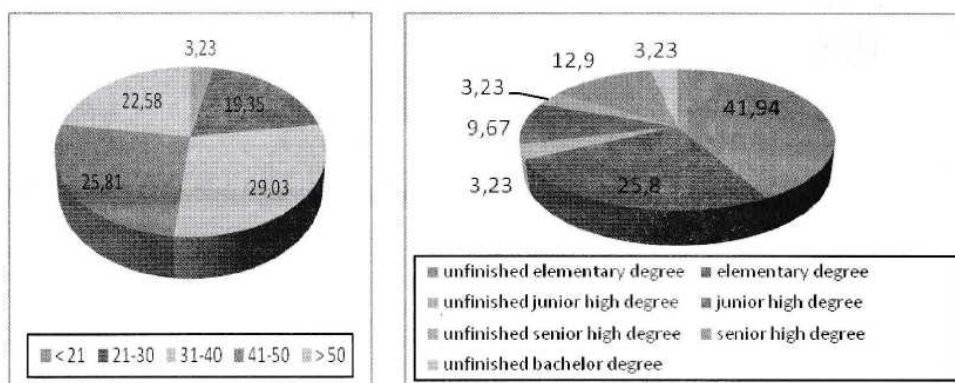 3,23
19,35
22,58
25,81
29,03
<21 21-30 31-40 41-50 >50
12,9
3,23
3,23
41,94
9,67
3,23
25,8
unfinished elementary degree elementary degree
unfinished junior high degree junior high degree
unfinished senior high degree senior high degree
unfinished bachelor degree